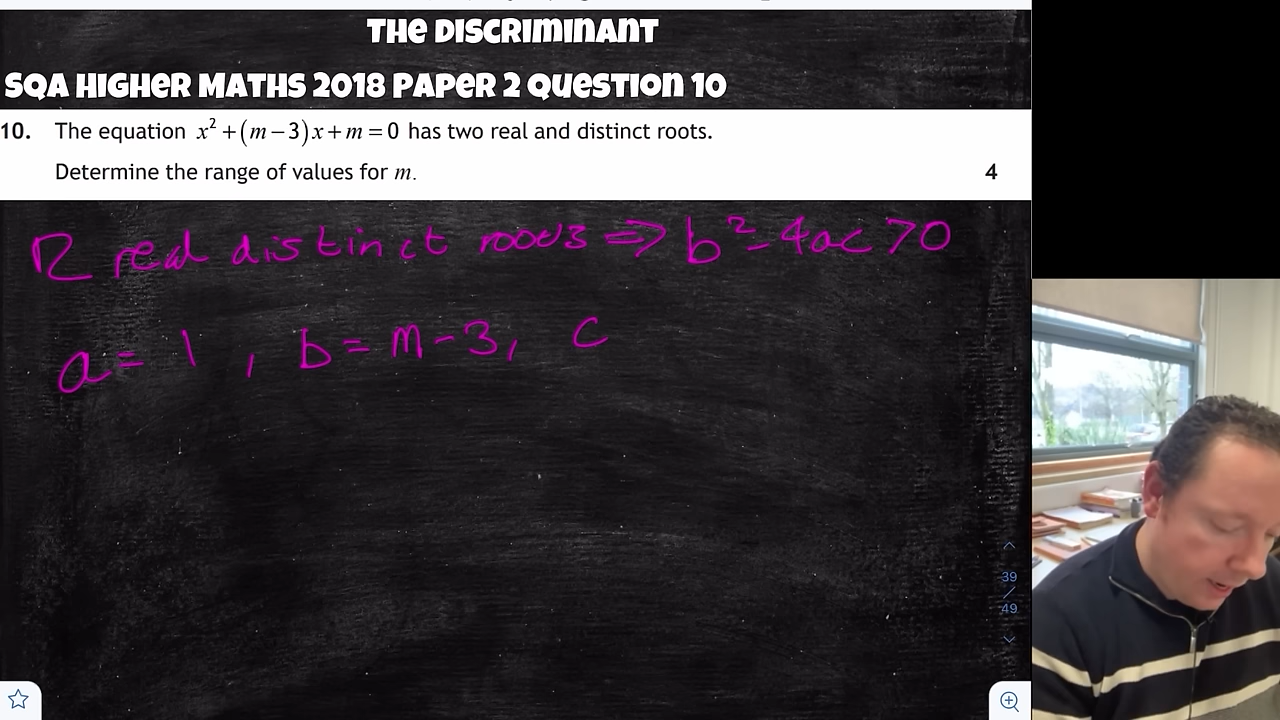 THE DISCRIMINANT
SQA HIGHER MATHS 2018 PAPER 2 QUESTION 10
10. The equation x² + (m − 3)x + m = 0 has two real and distinct roots.
Determine the range of values for m. 4
2 real distinct roots ⇒ b² - 4ac > 0
a = 1 , b = m - 3, c
39
/
49